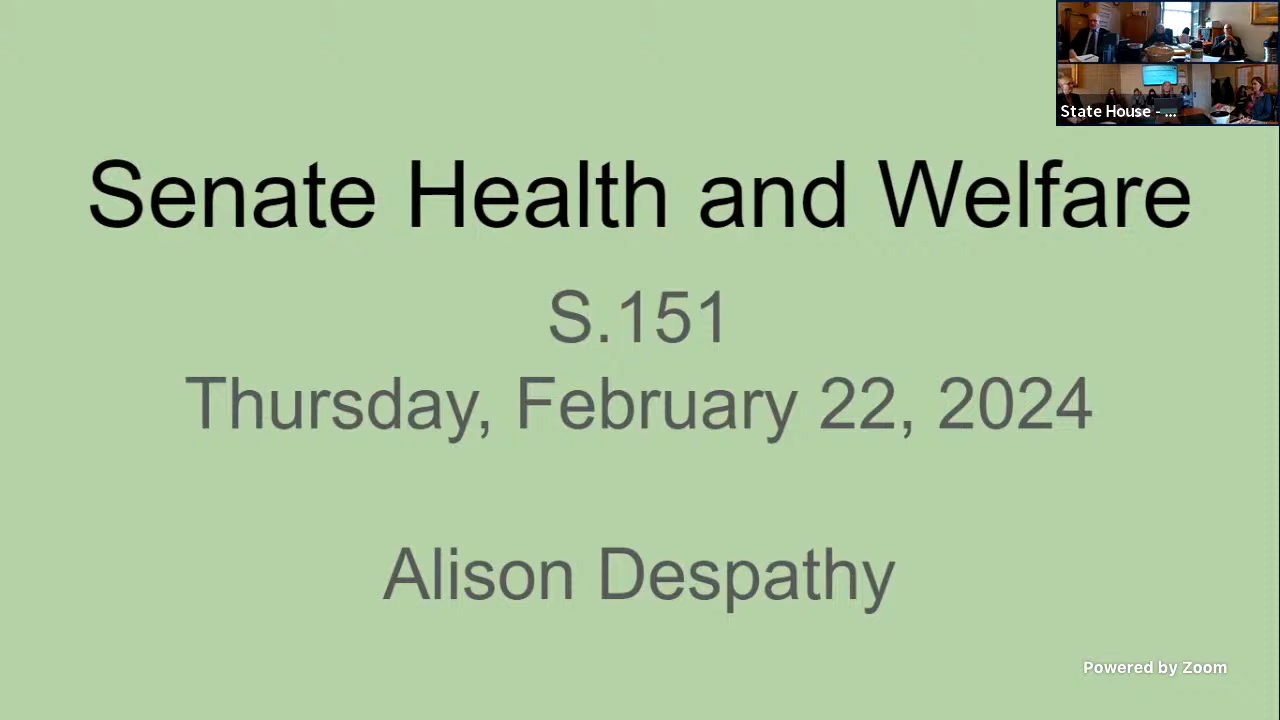 State House - ...
Senate Health and Welfare
S.151
Thursday, February 22, 2024
Alison Despathy
Powered by Zoom